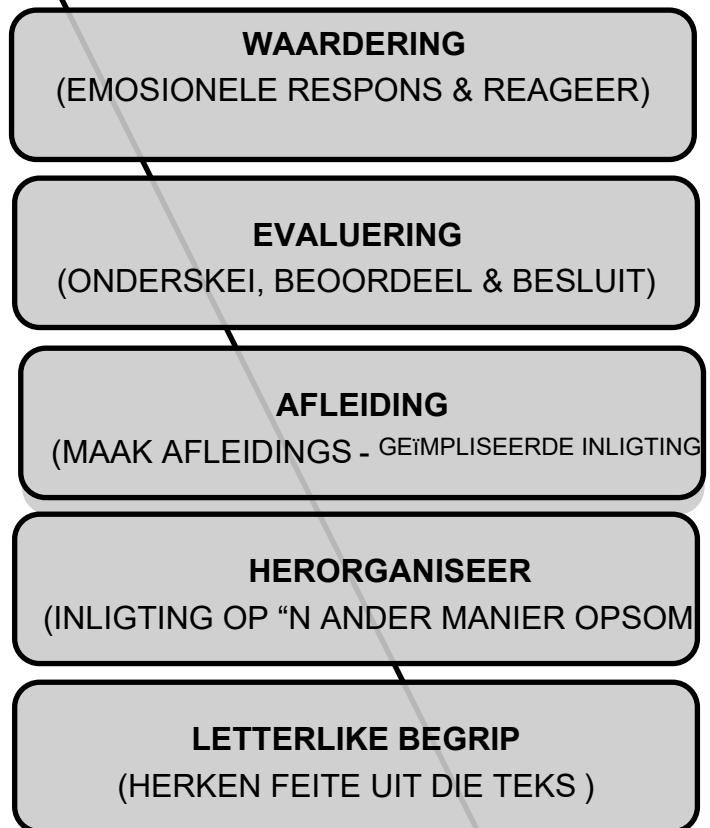 WAARDERING
(EMOSIONELE RESPONS & REAGEER)
EVALUERING
(ONDERSKEI, BEOORDEEL & BESLUIT)
AFLEIDING
(MAAK AFLEIDINGS - GEïMPLISEERDE INLIGTING
HERORGANISEER
(INLIGTING OP “N ANDER MANIER OPSOM
LETTERLIKE BEGRIP
(HERKEN FEITE UIT DIE TEKS )